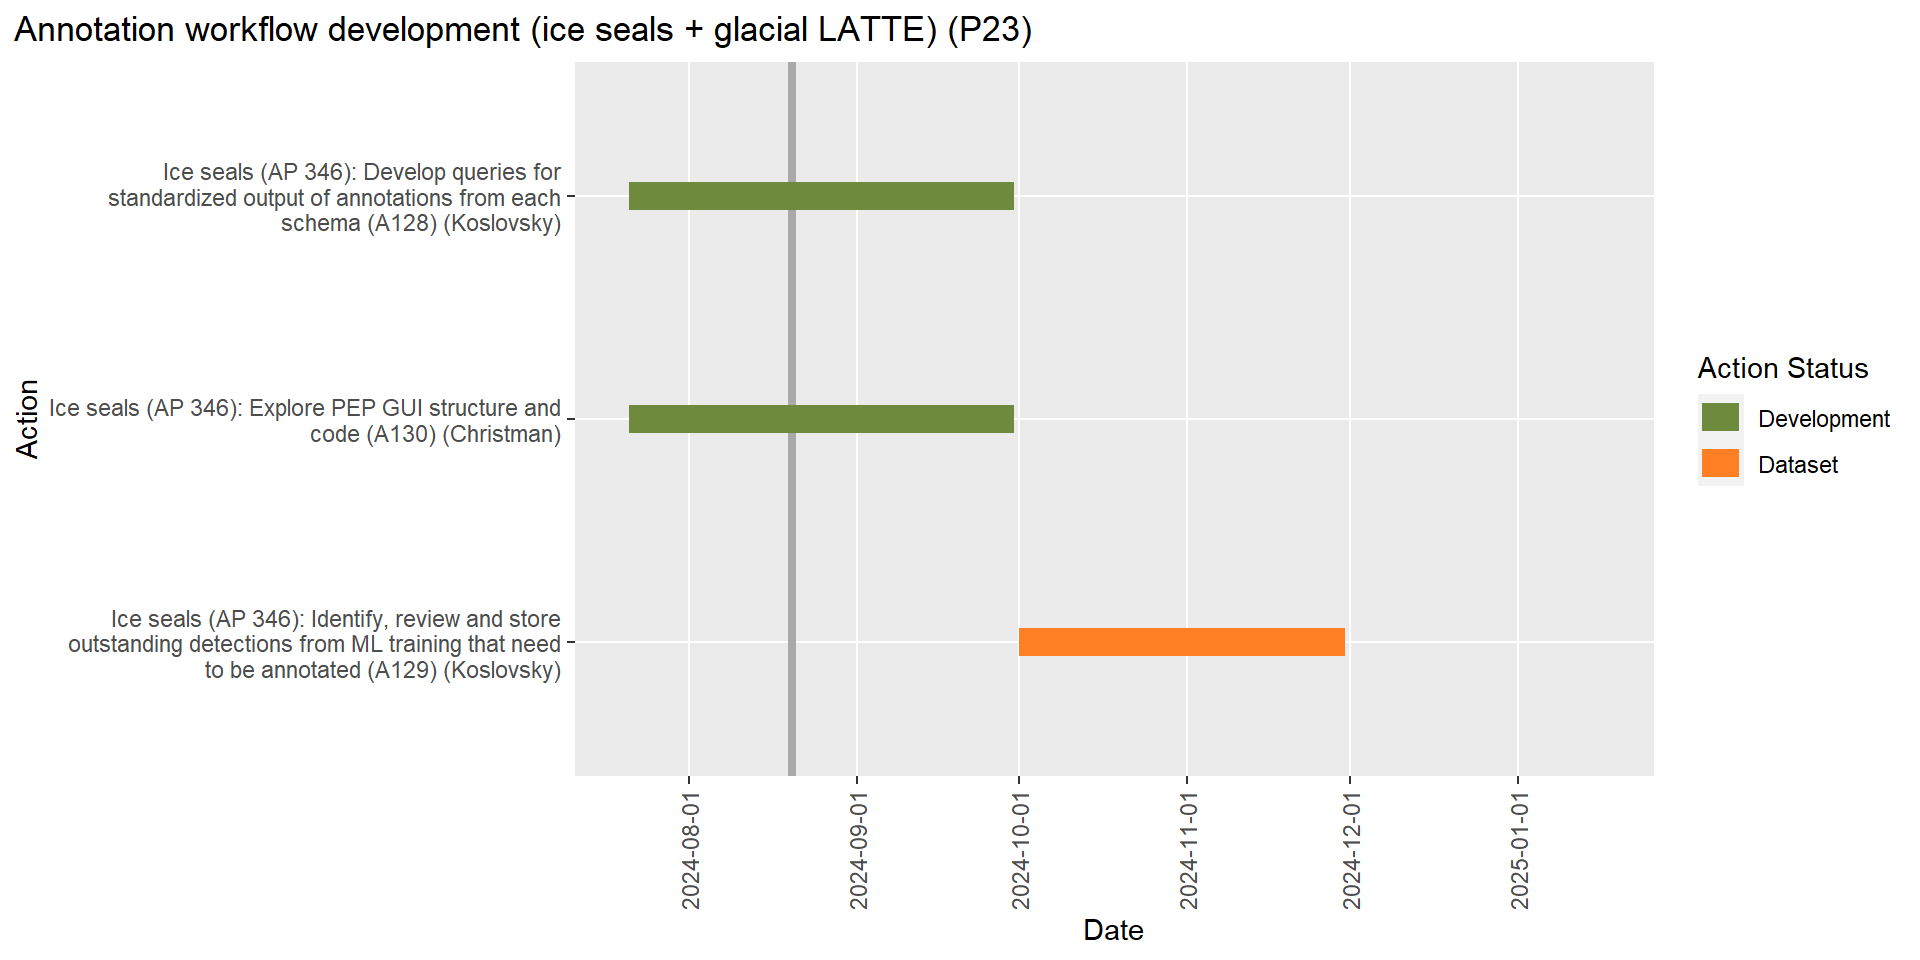 Annotation workflow development (ice seals + glacial LATTE) (P23)
Ice seals (AP 346): Develop queries for
standardized output of annotations from each
schema (A128) (Koslovsky)
Ice seals (AP 346): Explore PEP GUI structure and
code (A130) (Christman)
Ice seals (AP 346): Identify, review and store
outstanding detections from ML training that need
to be annotated (A129) (Koslovsky)
Action
2024-08-01
2024-09-01
2024-10-01
2024-11-01
2024-12-01
2025-01-01
Date
Action Status
Development
Dataset